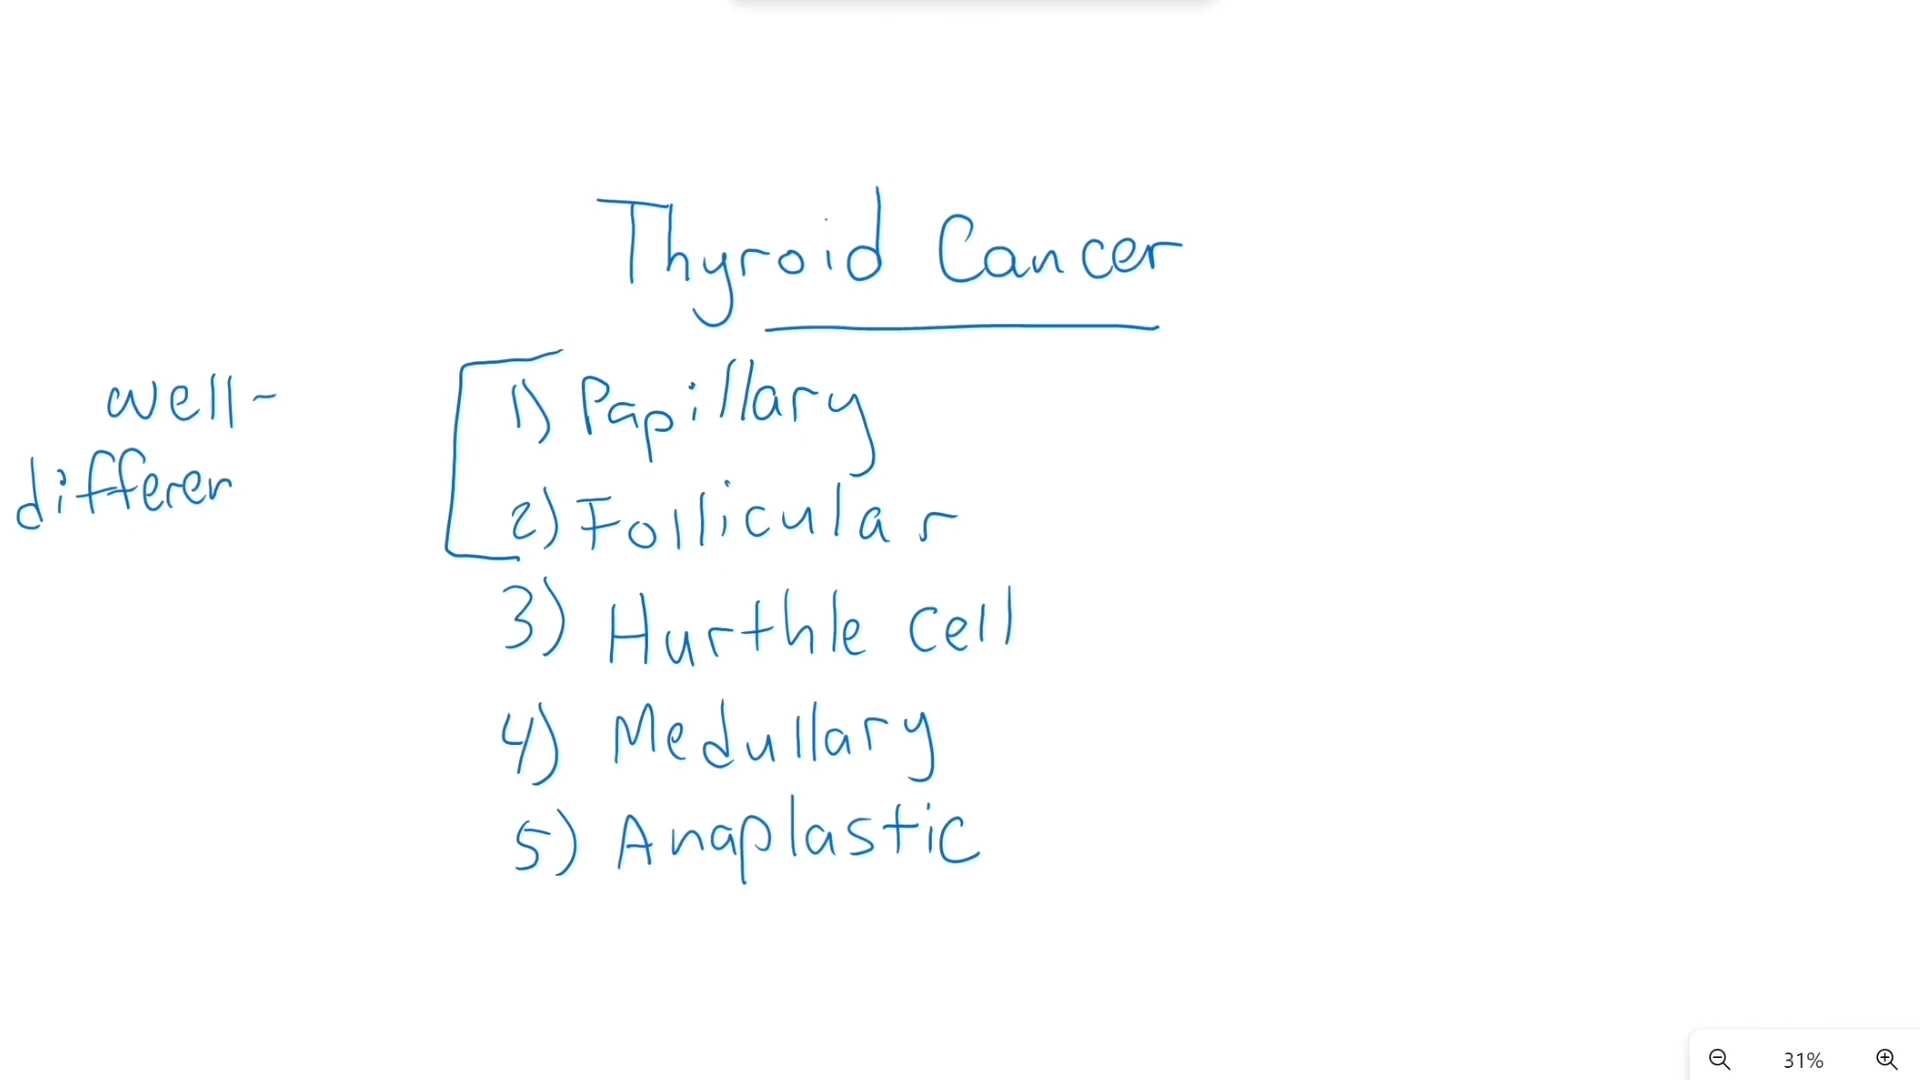 Thyroid Cancer
well-
differen
1) Papillary
2) Follicular
3) Hurthle cell
4) Medullary
5) Anaplastic
31%